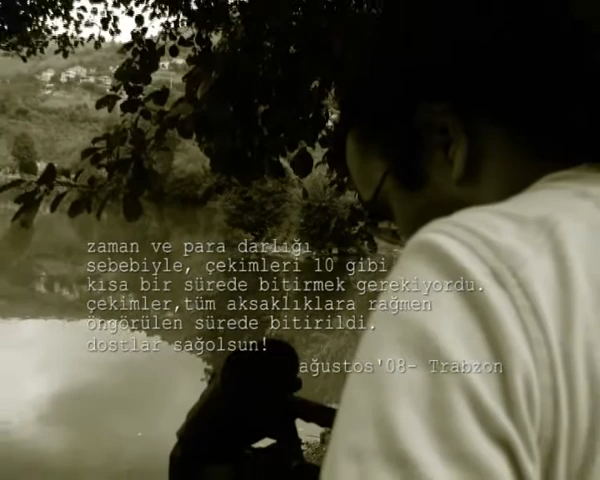 zaman ve para darlığı
sebebiyle, çekimleri 10 gibi
kısa bir sürede bitirmek gerekiyordu.
çekimler,tüm aksaklıklara rağmen
öngörülen sürede bitirildi.
dostlar sağolsun!
ağustos'08- Trabzon